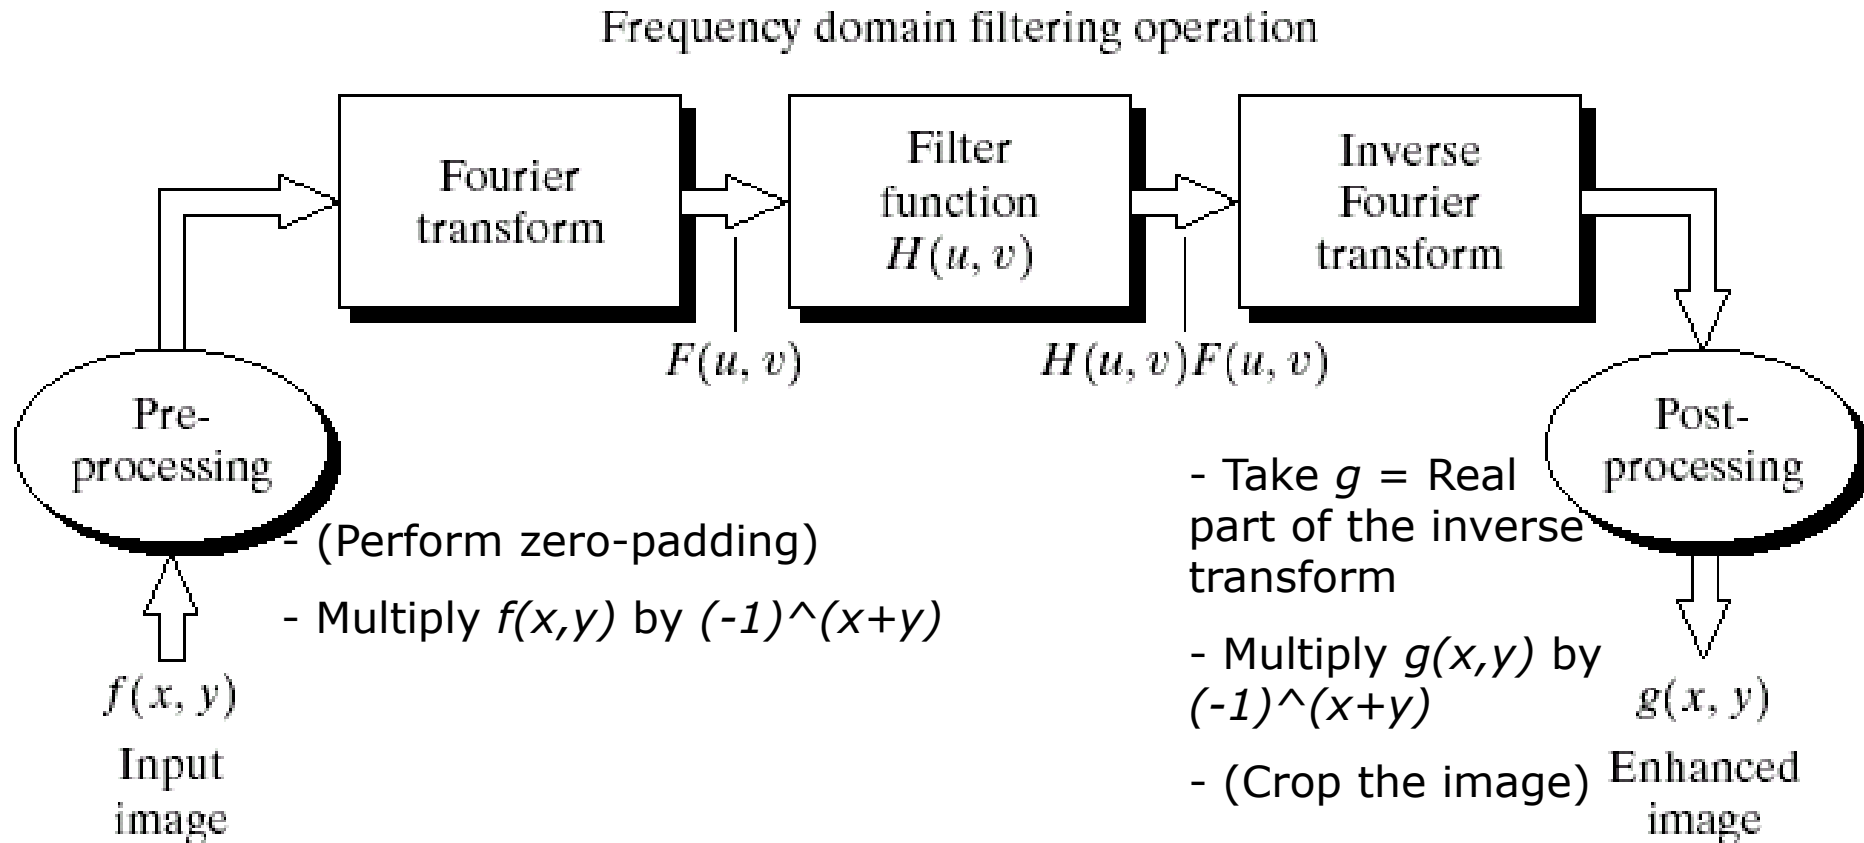 Frequency domain filtering operation
Fourier
transform
Filter
function
H(u, v)
Inverse
Fourier
transform
F(u, v)
H(u, v)F(u, v)
Pre-
processing
- (Perform zero-padding)
- Multiply f(x,y) by (-1)^(x+y)
f(x, y)
Input
image
Post-
processing
- Take g = Real
part of the inverse
transform
- Multiply g(x,y) by
(-1)^(x+y)
- (Crop the image)
g(x, y)
Enhanced
image